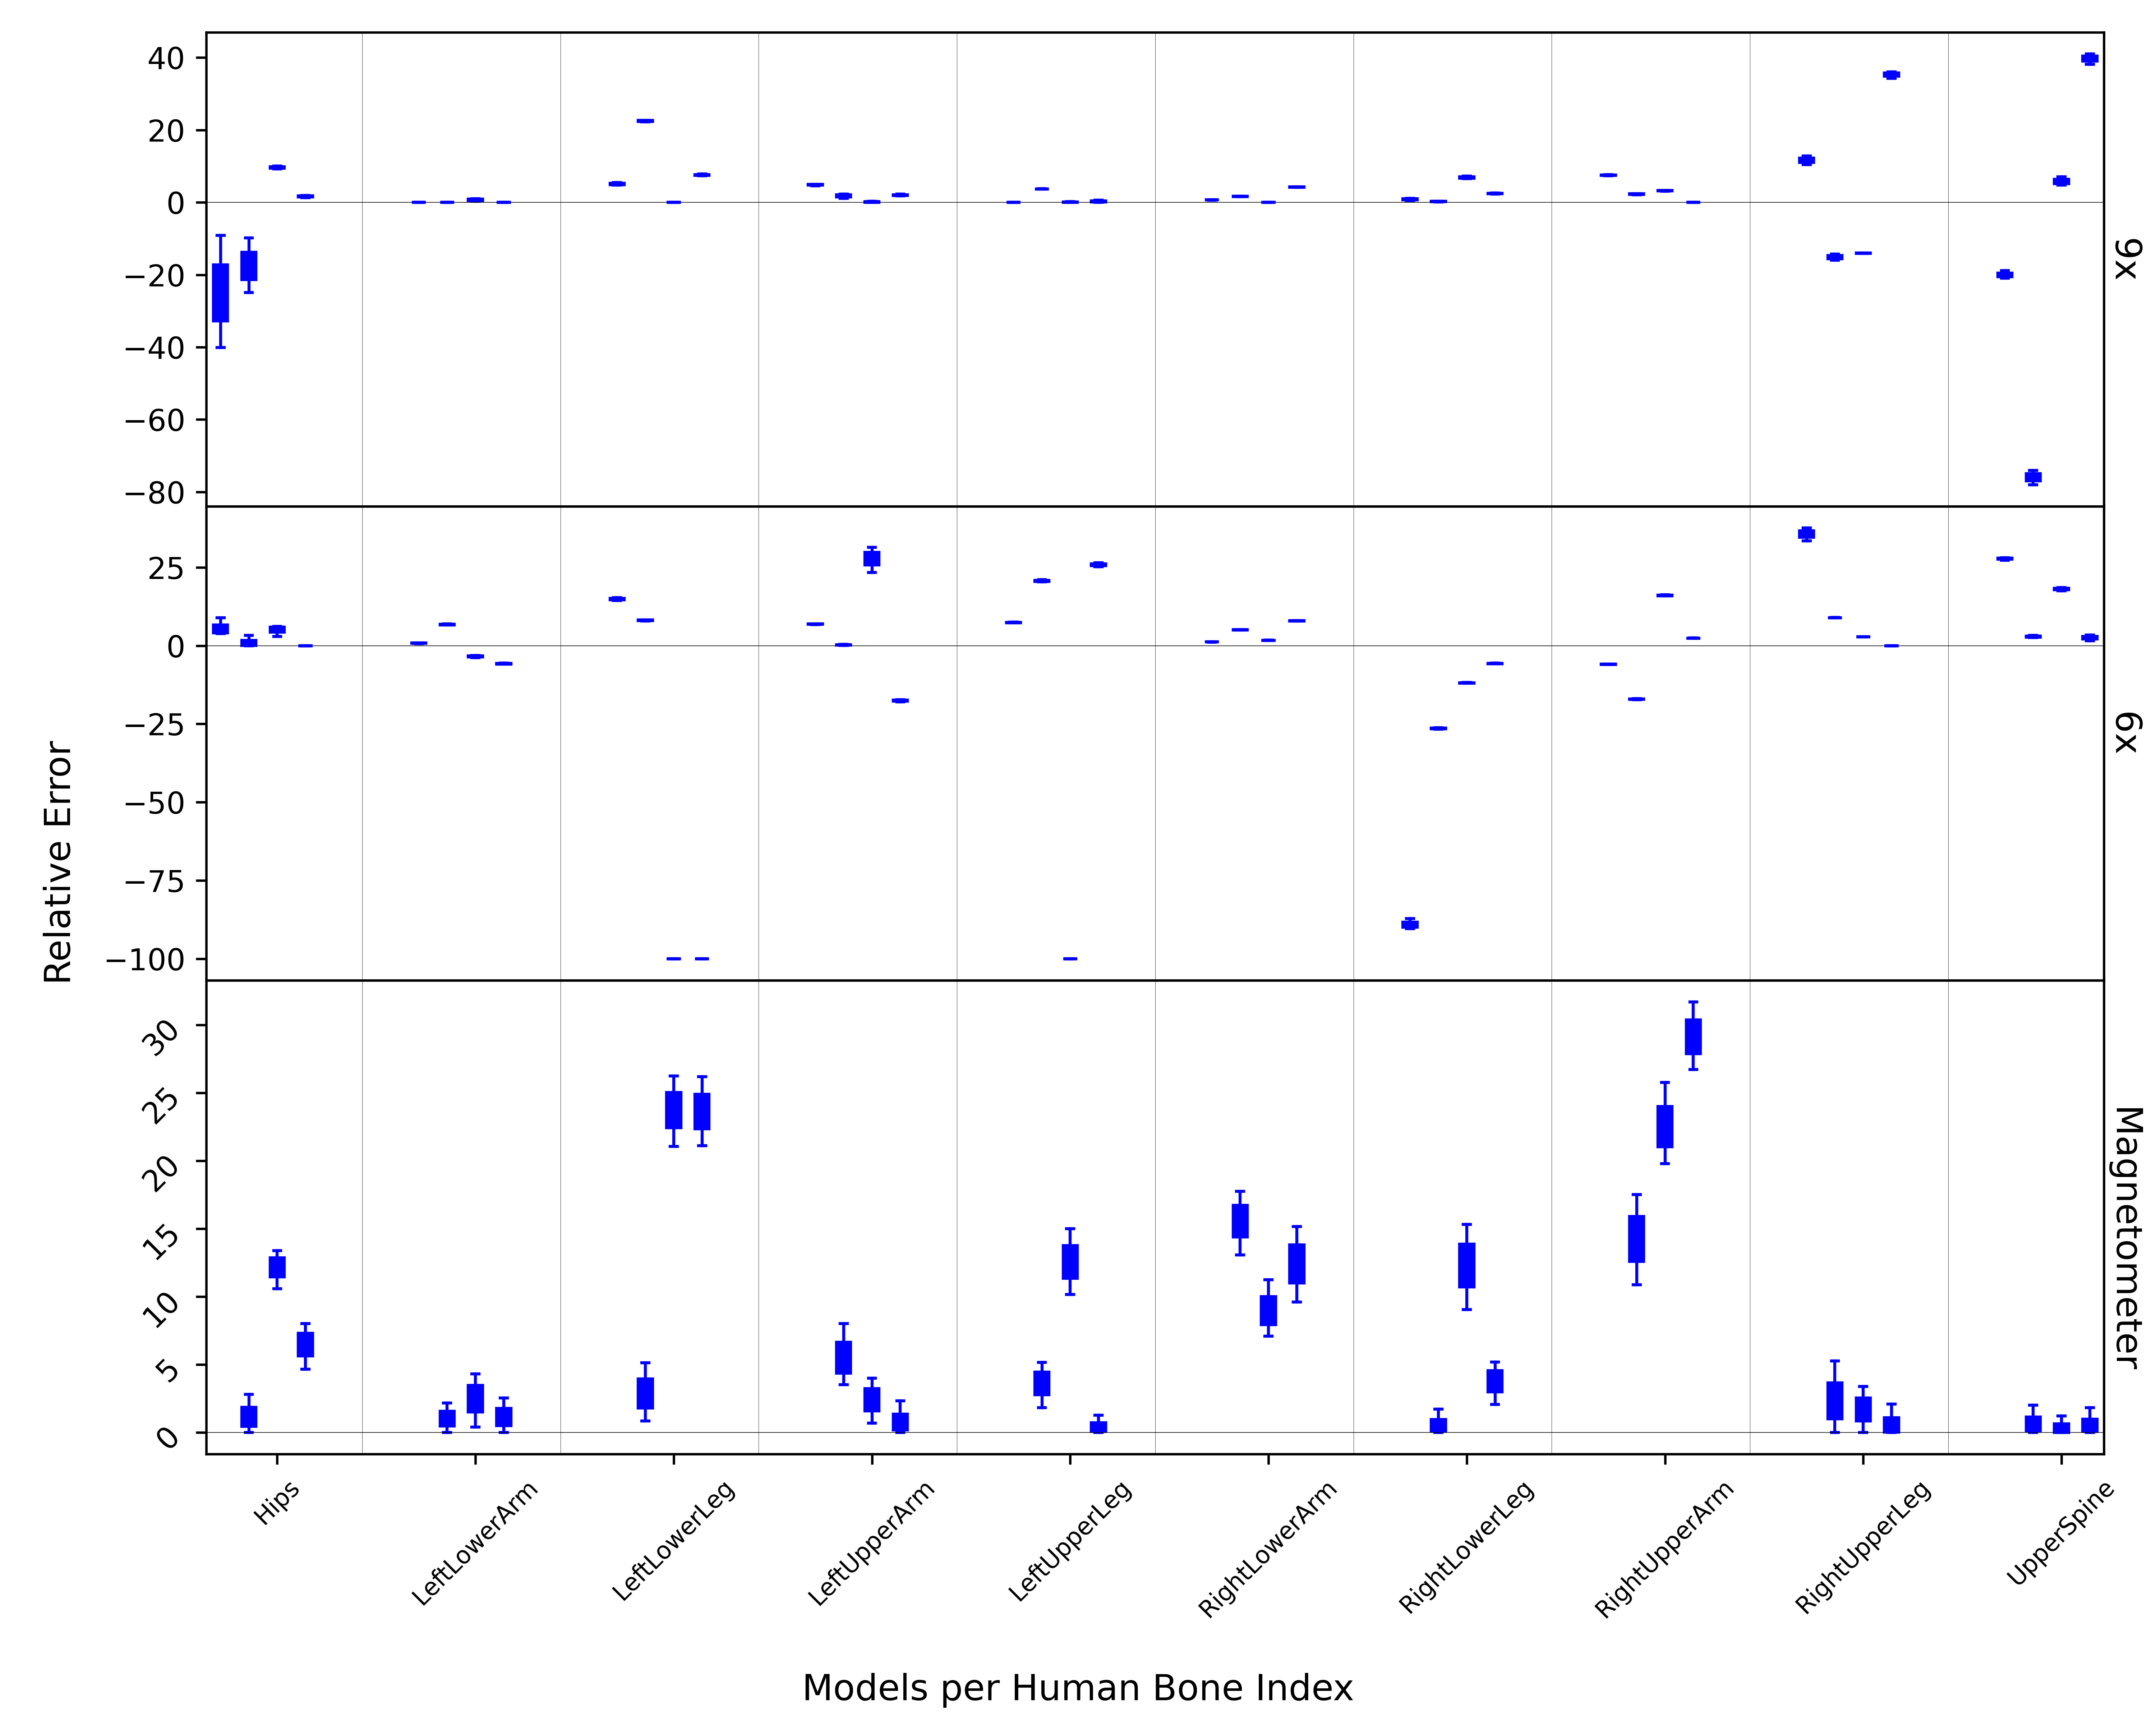 40
20
0
−20
−40
−60
−80
9x
25
0
−25
−50
−75
−100
6x
Relative Error
30
25
20
15
10
5
0
Magnetometer
Hips
LeftLowerArm
LeftLowerLeg
LeftUpperArm
LeftUpperLeg
RightLowerArm
RightLowerLeg
RightUpperArm
RightUpperLeg
UpperSpine
Models per Human Bone Index